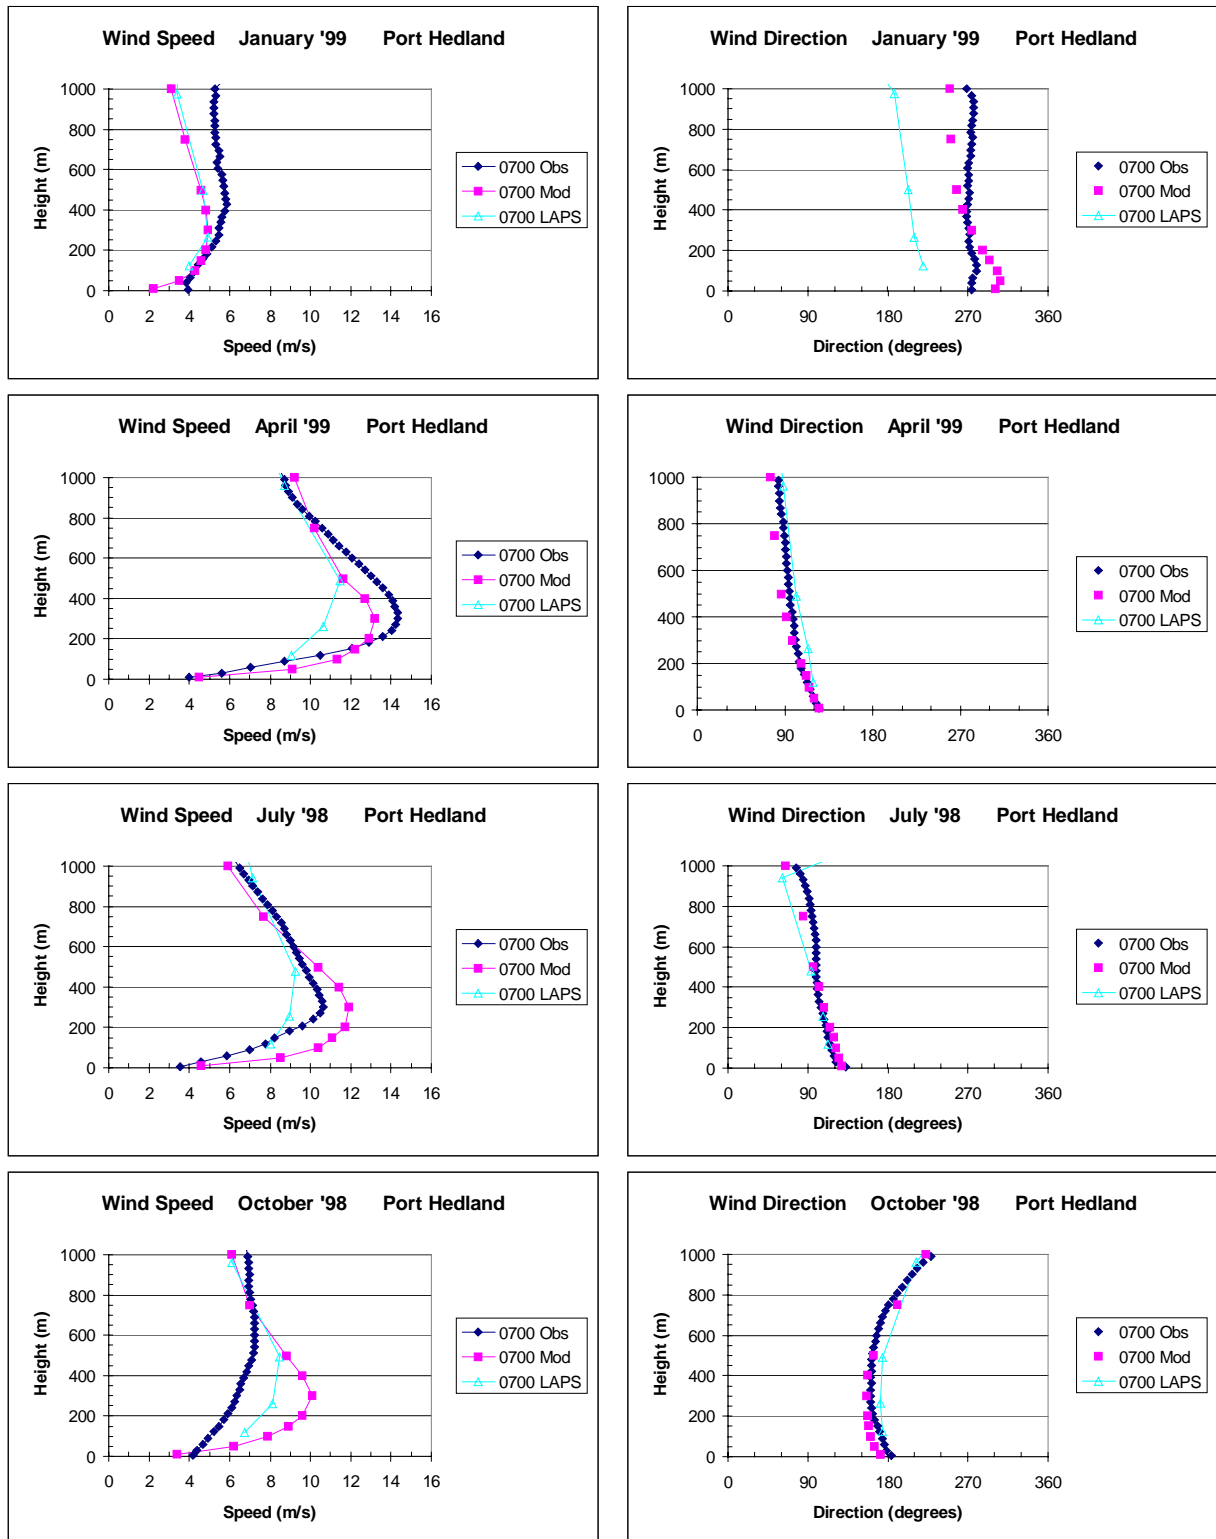 Wind Speed January '99 Port Hedland
1000
800
600
400
200
0
Height (m)
0 2 4 6 8 10 12 14 16
Speed (m/s)
0700 Obs
0700 Mod
0700 LAPS
Wind Direction January '99 Port Hedland
1000
800
600
400
200
0
Height (m)
0 90 180 270 360
Direction (degrees)
0700 Obs
0700 Mod
0700 LAPS
Wind Speed April '99 Port Hedland
1000
800
600
400
200
0
Height (m)
0 2 4 6 8 10 12 14 16
Speed (m/s)
0700 Obs
0700 Mod
0700 LAPS
Wind Direction April '99 Port Hedland
1000
800
600
400
200
0
Height (m)
0 90 180 270 360
Direction (degrees)
0700 Obs
0700 Mod
0700 LAPS
Wind Speed July '98 Port Hedland
1000
800
600
400
200
0
Height (m)
0 2 4 6 8 10 12 14 16
Speed (m/s)
0700 Obs
0700 Mod
0700 LAPS
Wind Direction July '98 Port Hedland
1000
800
600
400
200
0
Height (m)
0 90 180 270 360
Direction (degrees)
0700 Obs
0700 Mod
0700 LAPS
Wind Speed October '98 Port Hedland
1000
800
600
400
200
0
Height (m)
0 2 4 6 8 10 12 14 16
Speed (m/s)
0700 Obs
0700 Mod
0700 LAPS
Wind Direction October '98 Port Hedland
1000
800
600
400
200
0
Height (m)
0 90 180 270 360
Direction (degrees)
0700 Obs
0700 Mod
0700 LAPS